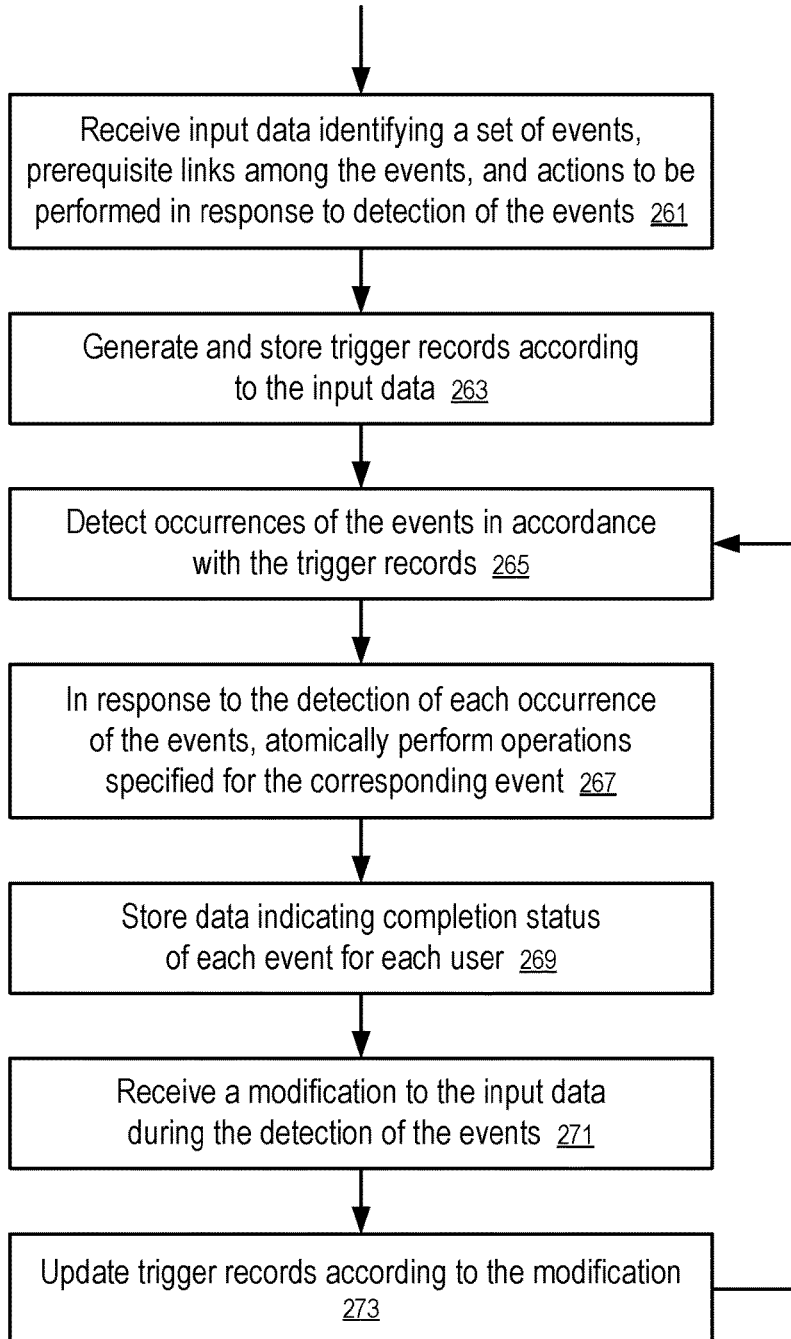 Receive input data identifying a set of events,
prerequisite links among the events, and actions to be
performed in response to detection of the events 261
Generate and store trigger records according
to the input data 263
Detect occurrences of the events in accordance
with the trigger records 265
In response to the detection of each occurrence
of the events, atomically perform operations
specified for the corresponding event 267
Store data indicating completion status
of each event for each user 269
Receive a modification to the input data
during the detection of the events 271
Update trigger records according to the modification
273